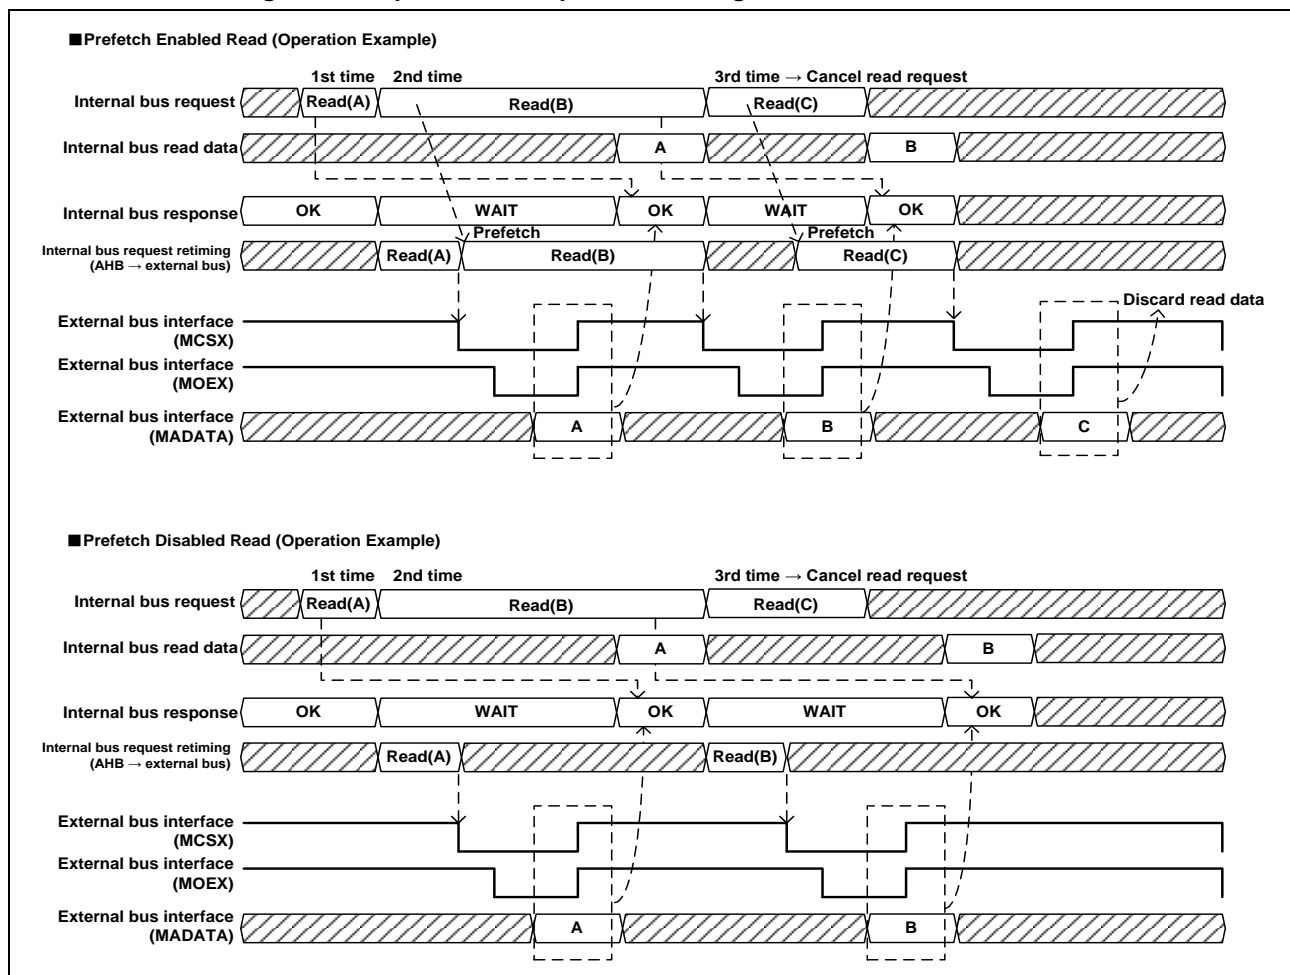 ■Prefetch Enabled Read (Operation Example)
1st time 2nd time 3rd time → Cancel read request
Internal bus request Read(A) Read(B) Read(C)
Internal bus read data A B
Internal bus response OK WAIT OK WAIT OK
Prefetch Prefetch
Internal bus request retiming
(AHB → external bus) Read(A) Read(B) Read(C)
Discard read data
External bus interface
(MCSX)
External bus interface
(MOEX)
External bus interface
(MADATA) A B C
■Prefetch Disabled Read (Operation Example)
1st time 2nd time 3rd time → Cancel read request
Internal bus request Read(A) Read(B) Read(C)
Internal bus read data A B
Internal bus response OK WAIT OK WAIT OK
Internal bus request retiming
(AHB → external bus) Read(A) Read(B)
External bus interface
(MCSX)
External bus interface
(MOEX)
External bus interface
(MADATA) A B